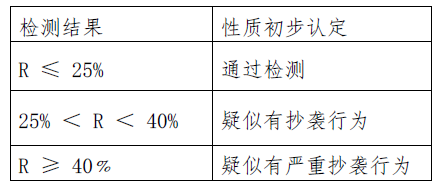 检测结果 性质初步认定
R ≤ 25% 通过检测
25% < R < 40% 疑似有抄袭行为
R ≥ 40% 疑似有严重抄袭行为